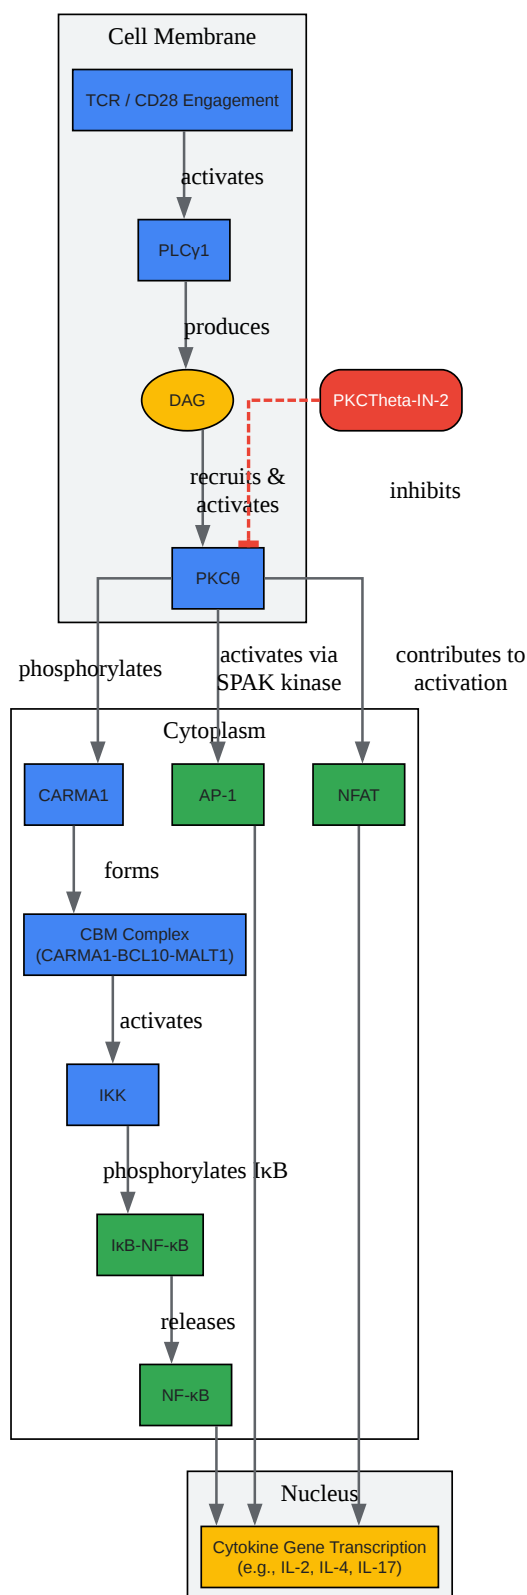 Cell Membrane
TCR / CD28 Engagement
activates
PLCγ1
produces
DAG
PKCTheta-IN-2
recruits &
activates
inhibits
PKCθ
phosphorylates
activates via
SPAK kinase
contributes to
activation
Cytoplasm
CARMA1
AP-1
NFAT
forms
CBM Complex
(CARMA1-BCL10-MALT1)
activates
IKK
phosphorylates IκB
IκB-NF-κB
releases
NF-κB
Nucleus
Cytokine Gene Transcription
(e.g., IL-2, IL-4, IL-17)